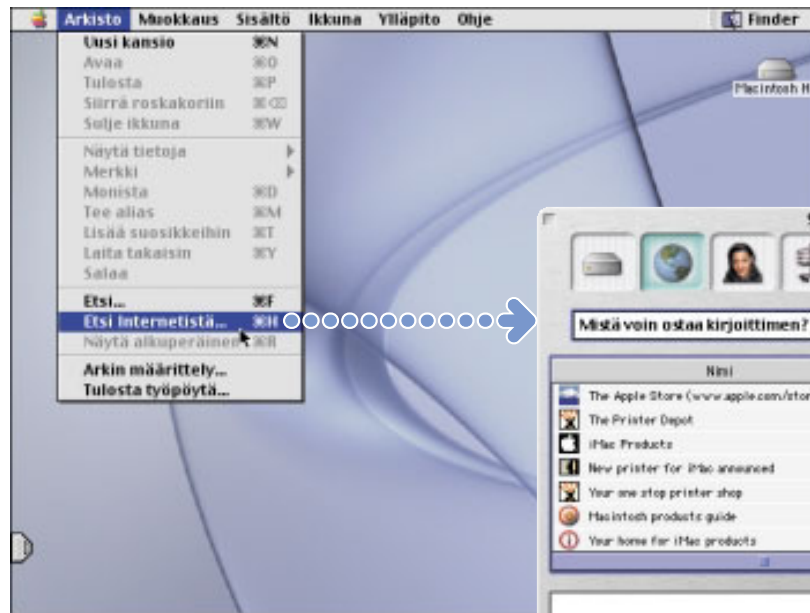 Arkisto Muokkaus Sisältö Ikkuna Ylläpito Ohje Finder
Uusi kansio ⌘N
Avaa ⌘O
Tulosta ⌘P
Siirrä roskakoriin ⌘⌫
Sulje ikkuna ⌘W
Näytä tietoja
Merkki
Monista ⌘D
Tee alias ⌘M
Lisää suosikkeihin ⌘T
Laita takaisin ⌘Y
Salaa
Etsi... ⌘F
Etsi Internetistä... ⌘H
Näytä alkuperäinen ⌘R
Arkin määrittely...
Tulosta työpöytä...
Macintosh H
Mistä voin ostaa kirjoittimen?
Nimi
The Apple Store (www.apple.com/stor
The Printer Depot
iMac Products
New printer for iMac announced
Your one stop printer shop
Macintosh products guide
Your home for iMac products